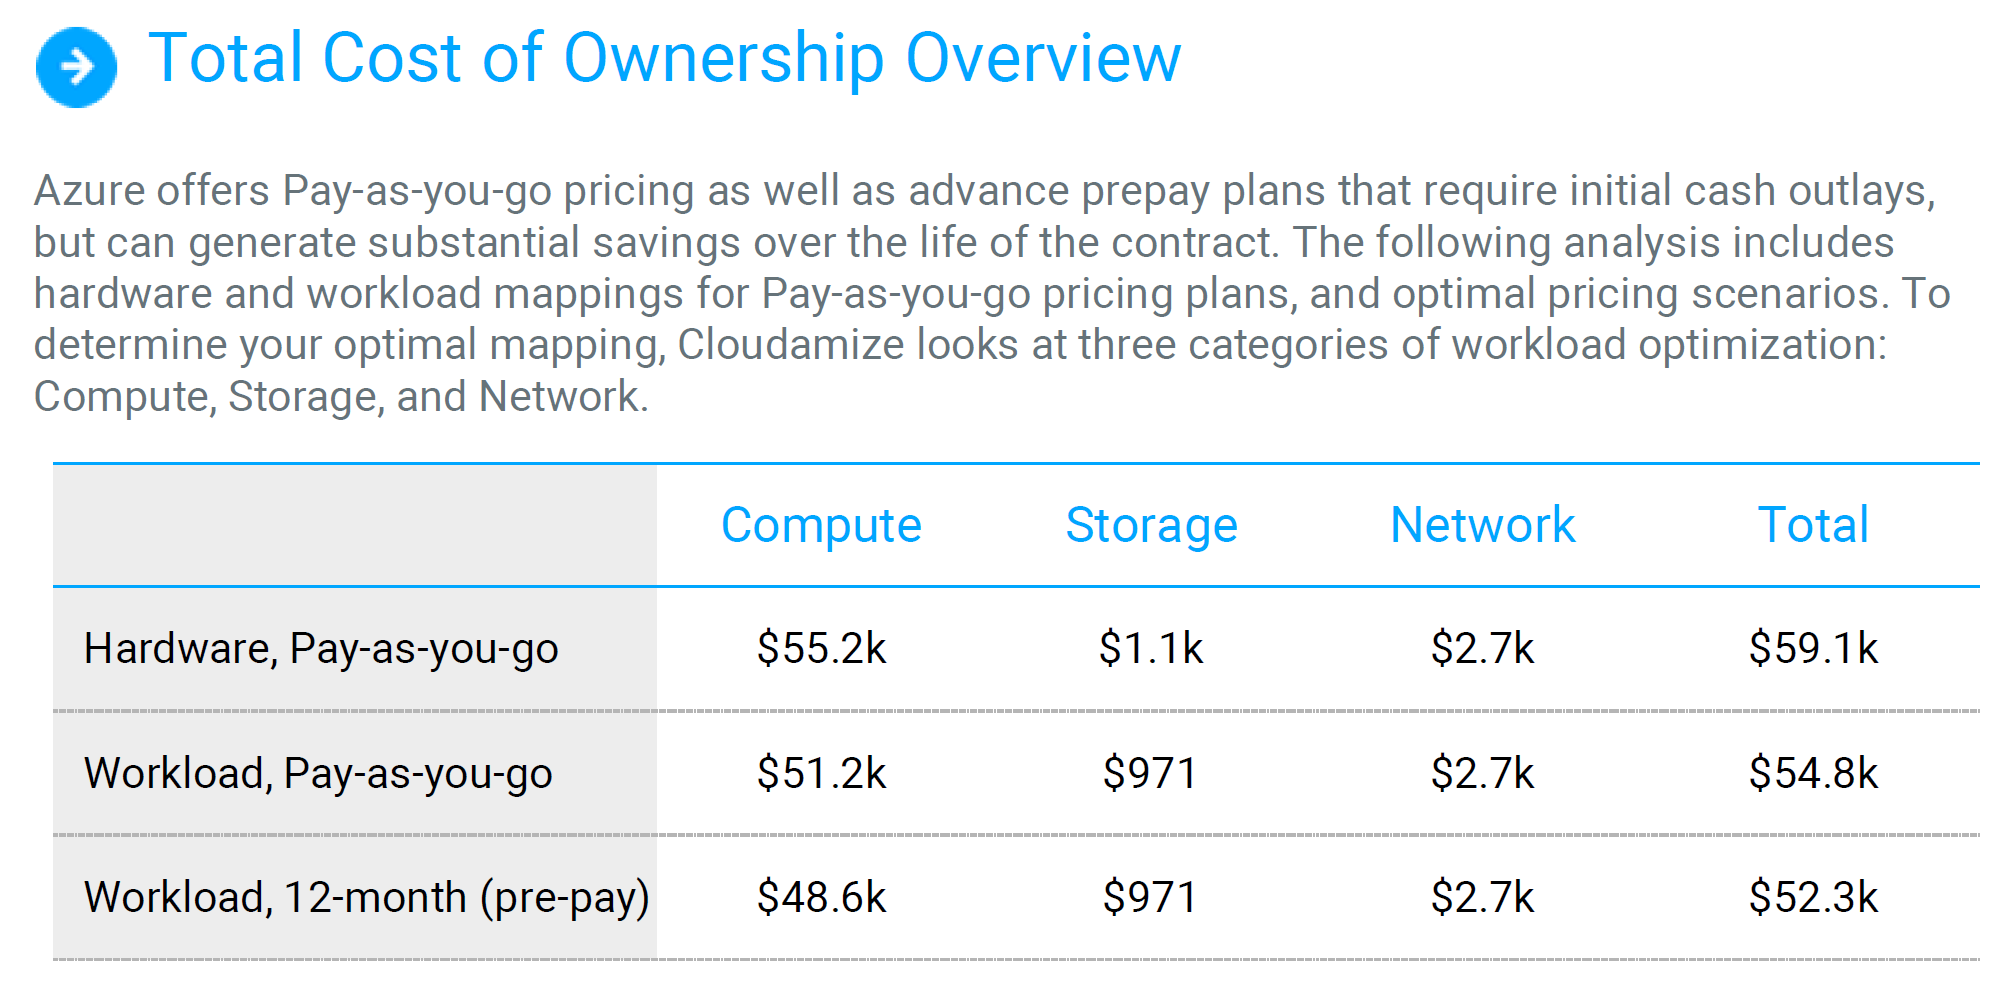 Total Cost of Ownership Overview
Azure offers Pay-as-you-go pricing as well as advance prepay plans that require initial cash outlays,
but can generate substantial savings over the life of the contract. The following analysis includes
hardware and workload mappings for Pay-as-you-go pricing plans, and optimal pricing scenarios. To
determine your optimal mapping, Cloudamize looks at three categories of workload optimization:
Compute, Storage, and Network.
Compute Storage Network Total
Hardware, Pay-as-you-go $55.2k $1.1k $2.7k $59.1k
Workload, Pay-as-you-go $51.2k $971 $2.7k $54.8k
Workload, 12-month (pre-pay) $48.6k $971 $2.7k $52.3k